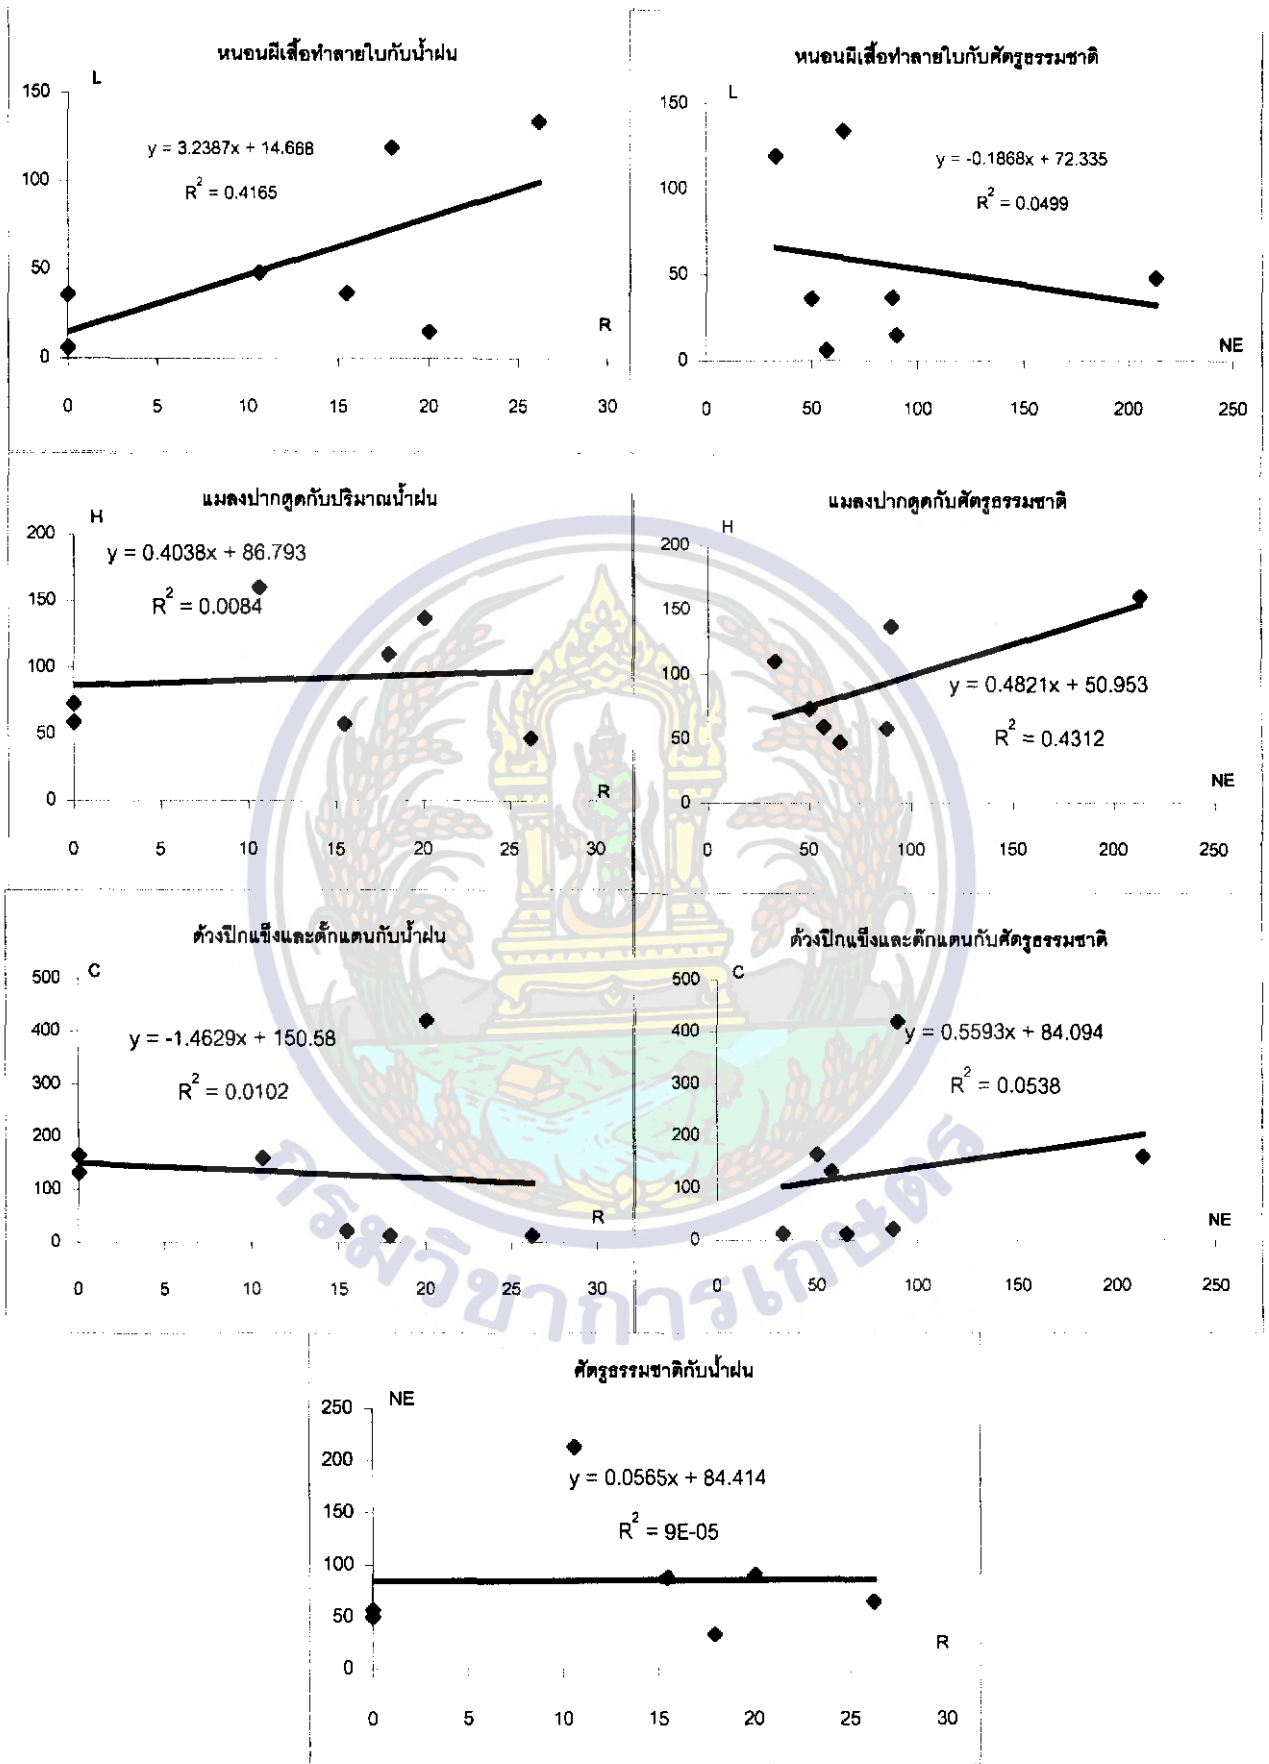 หนอนผีเสื้อทำลายใบกับน้ำฝน
L
150
100
50
0
y = 3.2387x + 14.668
R² = 0.4165
R
0 5 10 15 20 25 30
หนอนผีเสื้อทำลายใบกับศัตรูธรรมชาติ
L
150
100
50
0
y = -0.1868x + 72.335
R² = 0.0499
NE
0 50 100 150 200 250
แมลงปากดูดกับปริมาณน้ำฝน
H
200
150
100
50
0
y = 0.4038x + 86.793
R² = 0.0084
R
0 5 10 15 20 25 30
แมลงปากดูดกับศัตรูธรรมชาติ
H
200
150
100
50
0
y = 0.4821x + 50.953
R² = 0.4312
NE
0 50 100 150 200 250
ด้วงปีกแข็งและตั๊กแตนกับน้ำฝน
C
500
400
300
200
100
0
y = -1.4629x + 150.58
R² = 0.0102
R
0 5 10 15 20 25 30
ด้วงปีกแข็งและตั๊กแตนกับศัตรูธรรมชาติ
C
500
400
300
200
100
0
y = 0.5593x + 84.094
R² = 0.0538
NE
0 50 100 150 200 250
กรมวิชาการเกษตร
ศัตรูธรรมชาติกับน้ำฝน
NE
250
200
150
100
50
0
y = 0.0565x + 84.414
R² = 9E-05
R
0 5 10 15 20 25 30